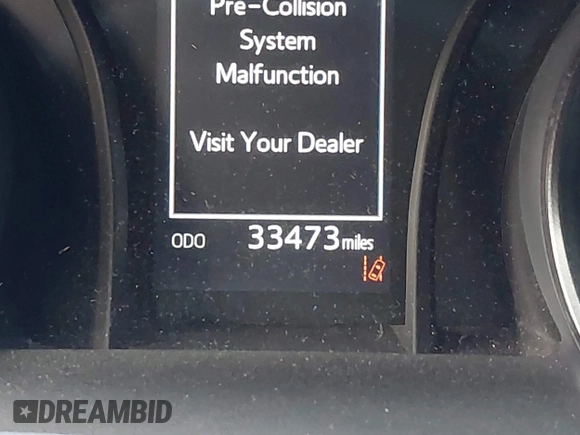 Pre-Collision
System
Malfunction
Visit Your Dealer
ODO 33473 miles
DREAMBID